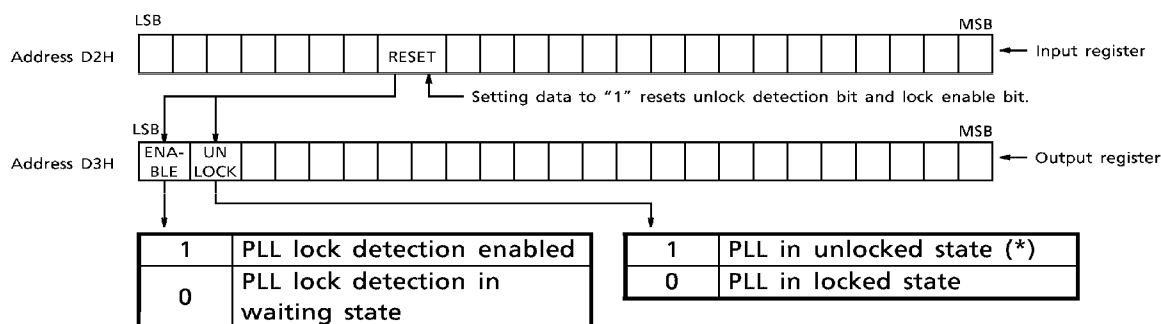 LSB MSB
Address D2H RESET Input register
Setting data to “1” resets unlock detection bit and lock enable bit.
LSB MSB
Address D3H ENA- UN Output register
BLE LOCK
1 PLL lock detection enabled
0 PLL lock detection in
waiting state
1 PLL in unlocked state (*)
0 PLL in locked state